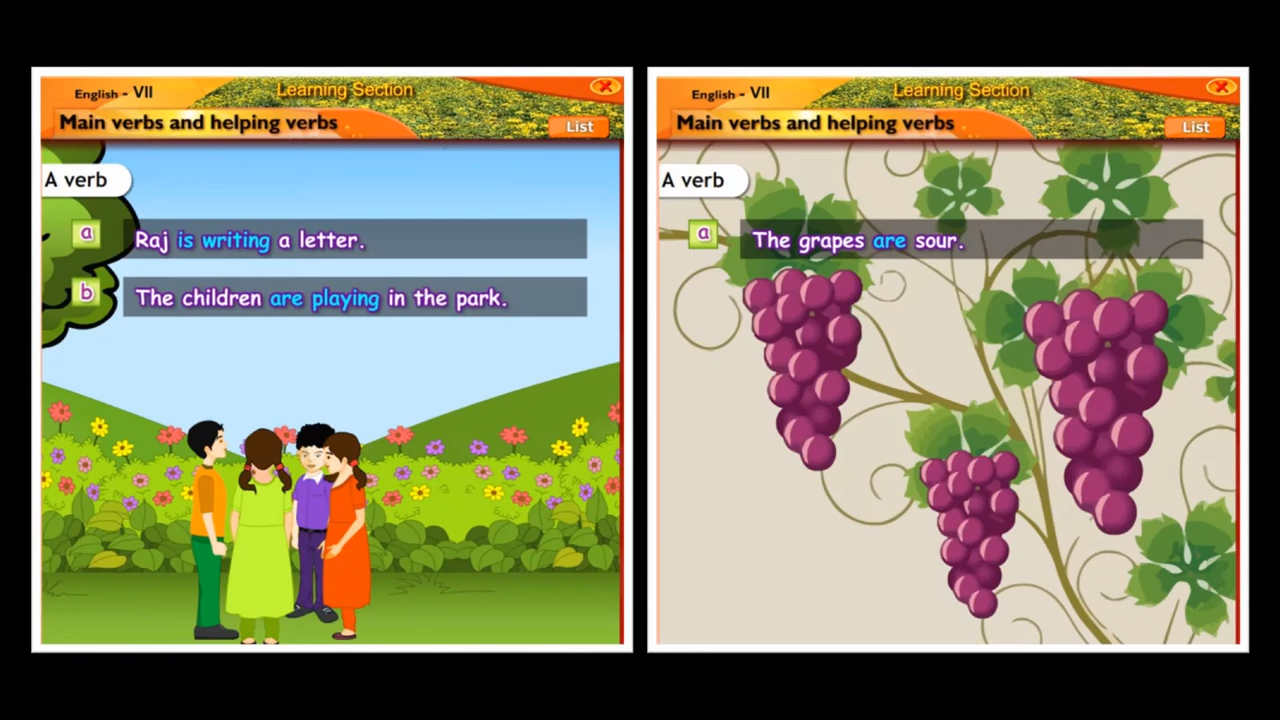 English - VII
Learning Section
Main verbs and helping verbs
List
A verb
a
Raj is writing a letter.
b
The children are playing in the park.
English - VII
Learning Section
Main verbs and helping verbs
List
A verb
a
The grapes are sour.